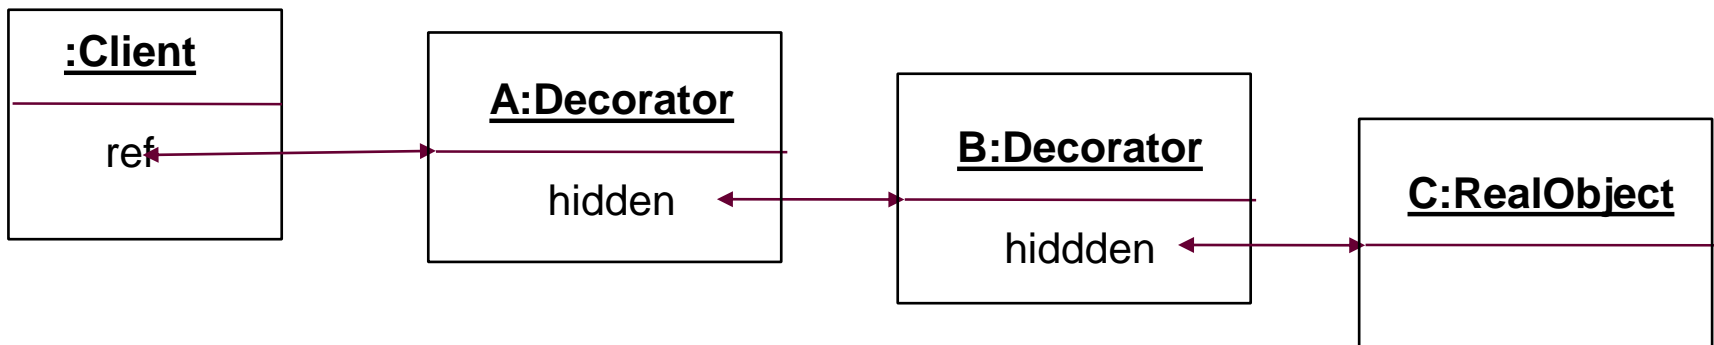 :Client
ref
A:Decorator
hidden
B:Decorator
hiddden
C:RealObject